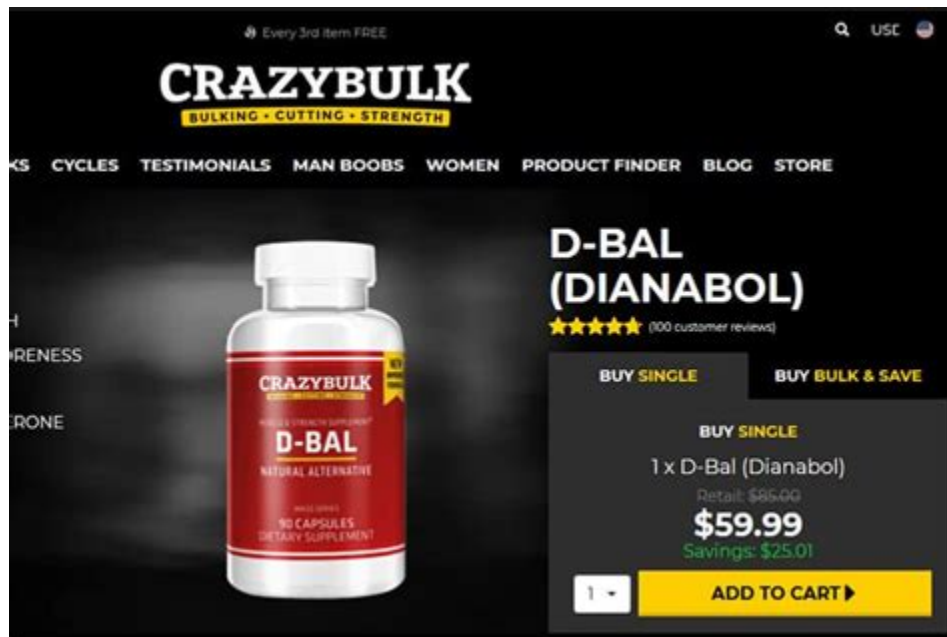 Every 3rd item FREE
USD
CRAZYBULK
BULKING • CUTTING • STRENGTH
KS CYCLES TESTIMONIALS MAN BOOBS WOMEN PRODUCT FINDER BLOG STORE
D-BAL
(DIANABOL)
(100 customer reviews)
H
ORENESS
ERONE
CRAZYBULK
D-BAL
NATURAL ALTERNATIVE
90 CAPSULES
DIETARY SUPPLEMENT
BUY SINGLE
BUY BULK & SAVE
BUY SINGLE
1 x D-Bal (Dianabol)
Retail: $85.00
$59.99
Savings: $25.01
1
ADD TO CART